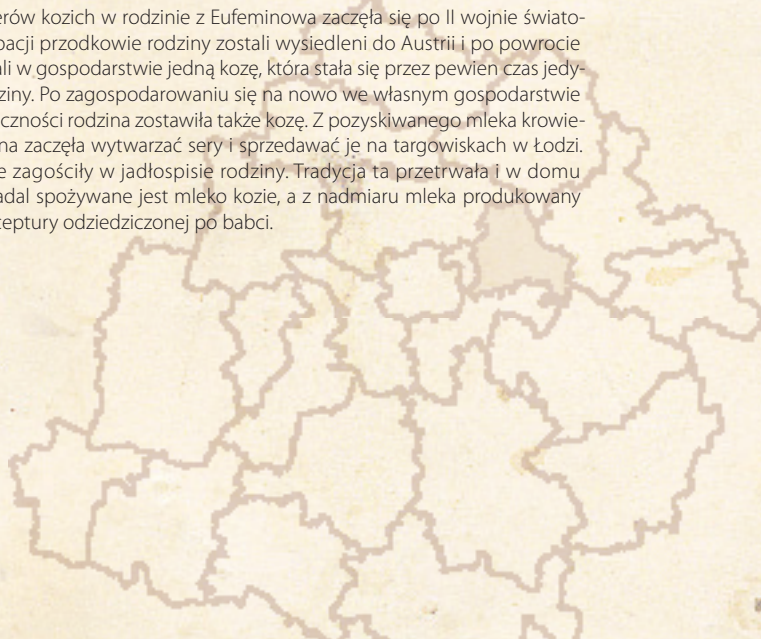 erów kozich w rodzinie z Eufeminowa zaczęła się po II wojnie świato-
pacji przodkowie rodziny zostali wysiedleni do Austrii i po powrocie
ali w gospodarstwie jedną kozę, która stała się przez pewien czas jedy-
dziny. Po zagospodarowaniu się na nowo we własnym gospodarstwie
ęczności rodzina zostawiła także kozę. Z pozyskiwanego mleka krowie-
na zaczęła wytwarzać sery i sprzedawać je na targowiskach w Łodzi.
e zagościły w jadłospisie rodziny. Tradycja ta przetrwała i w domu
adal spożywane jest mleko kozie, a z nadmiaru mleka produkowany
ceptury odziedziczonej po babci.